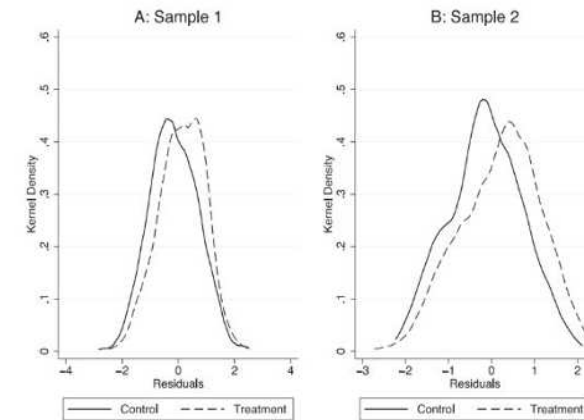 A: Sample 1
.6
.5
.4
.3
.2
.1
0
Kernel Density
−4
−2
0
2
4
Residuals
Control
Treatment
B: Sample 2
.6
.5
.4
.3
.2
.1
0
Kernel Density
−3
−2
−1
0
1
2
Residuals
Control
Treatment